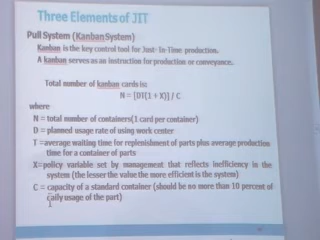 Three Elements of JIT
Pull System (Kanban System)
Kanban is the key control tool for Just- In-Time production.
A kanban serves as an instruction for production or conveyance.
Total number of kanban cards is:
N = [DT(1 + X)] / C
where
N = total number of containers(1 card per container)
D = planned usage rate of using work center
T =average waiting time for replenishment of parts plus average production
time for a container of parts
X=policy variable set by management that reflects inefficiency in the
system (the lesser the value the more efficient is the system)
C = capacity of a standard container (should be no more than 10 percent of
daily usage of the part)